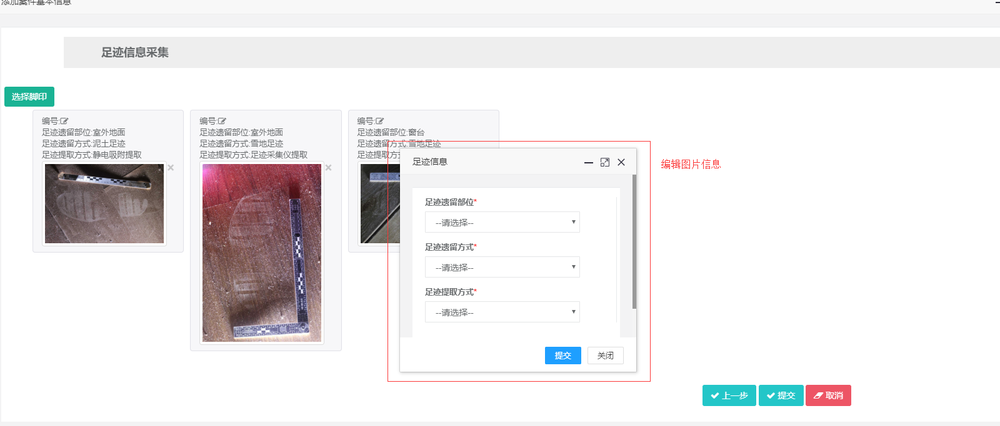 添加案件基本信息
足迹信息采集
选择脚印
编号:
足迹遗留部位:室外地面
足迹遗留方式:泥土足迹
足迹提取方式:静电吸附提取
编号:
足迹遗留部位:室外地面
足迹遗留方式:雪地足迹
足迹提取方式:足迹采集仪提取
编号:
足迹遗留部位:窗台
足迹遗留方式:雪地足迹
足迹提取方式
足迹信息
足迹遗留部位*
--请选择--
足迹遗留方式*
--请选择--
足迹提取方式*
--请选择--
提交
关闭
编辑图片信息
上一步
提交
取消